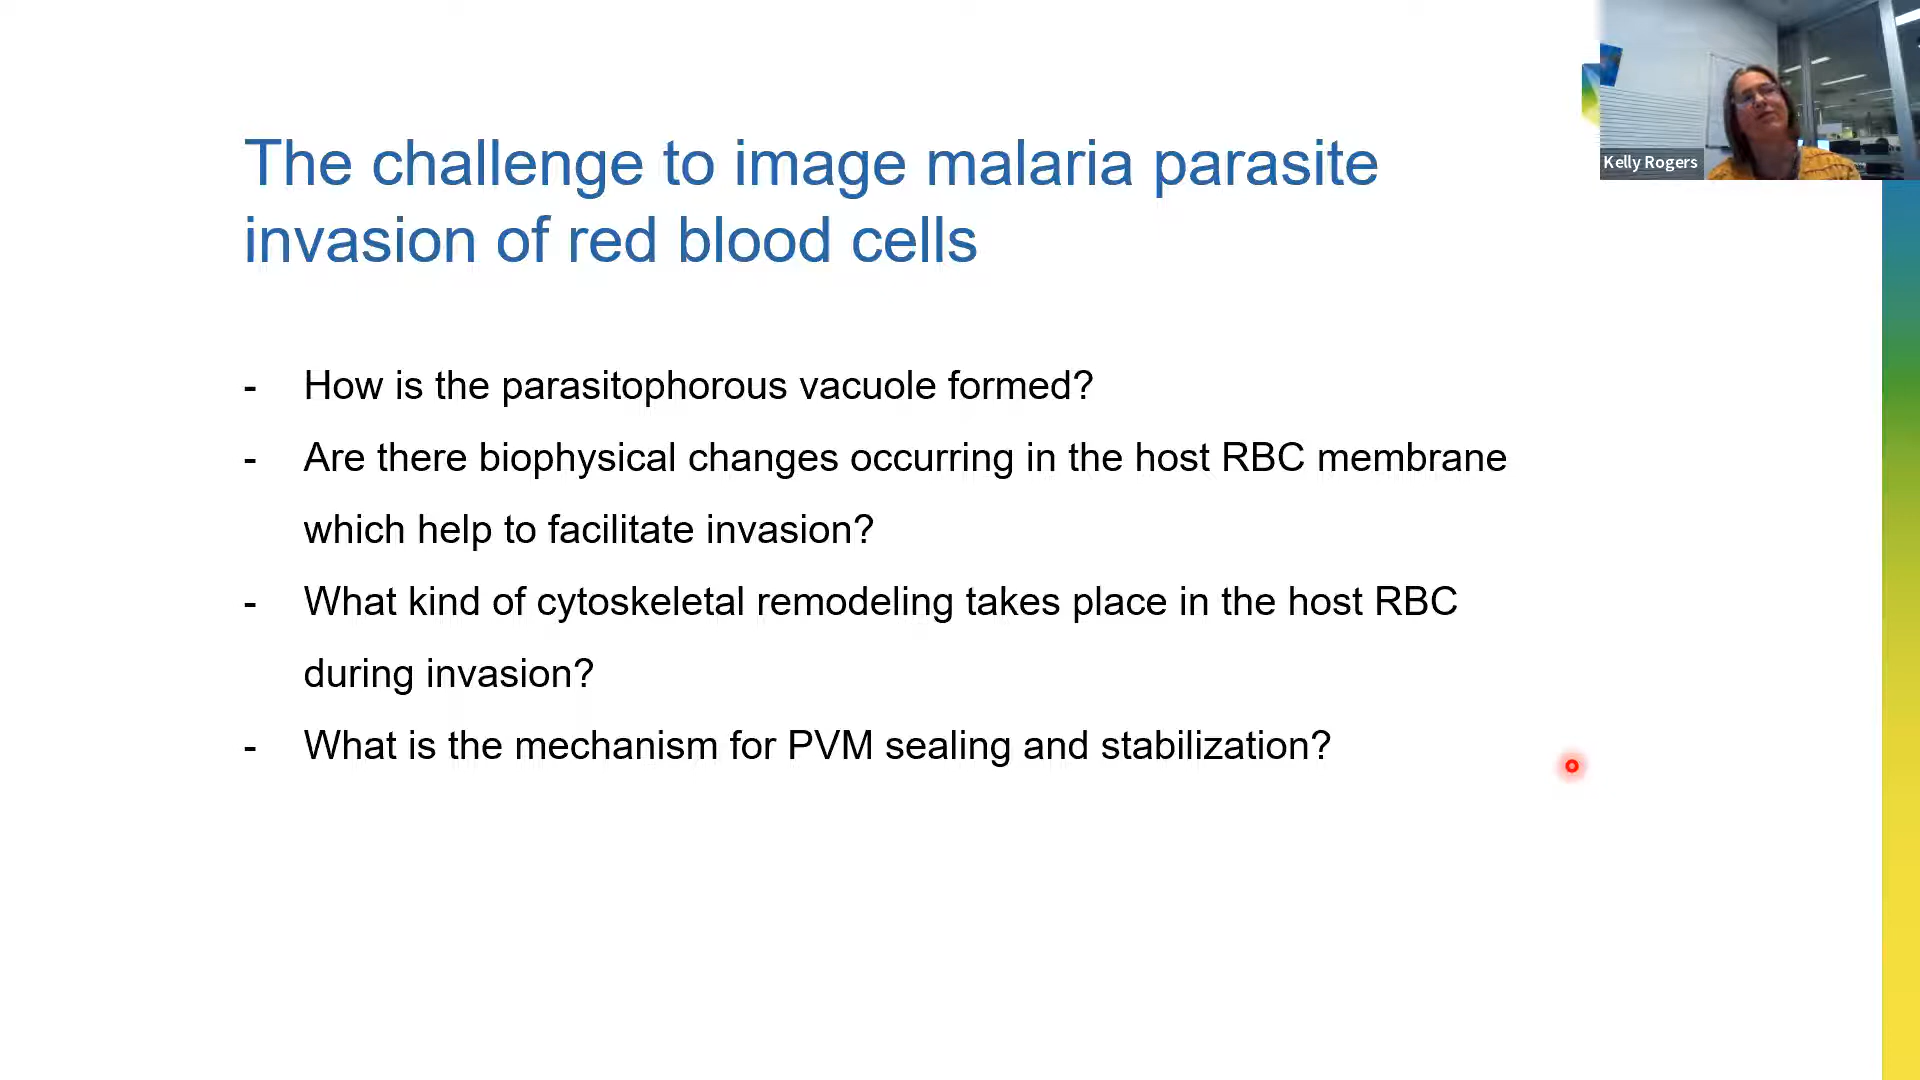 The challenge to image malaria parasite
invasion of red blood cells
Kelly Rogers
- How is the parasitophorous vacuole formed?
- Are there biophysical changes occurring in the host RBC membrane
which help to facilitate invasion?
- What kind of cytoskeletal remodeling takes place in the host RBC
during invasion?
- What is the mechanism for PVM sealing and stabilization?